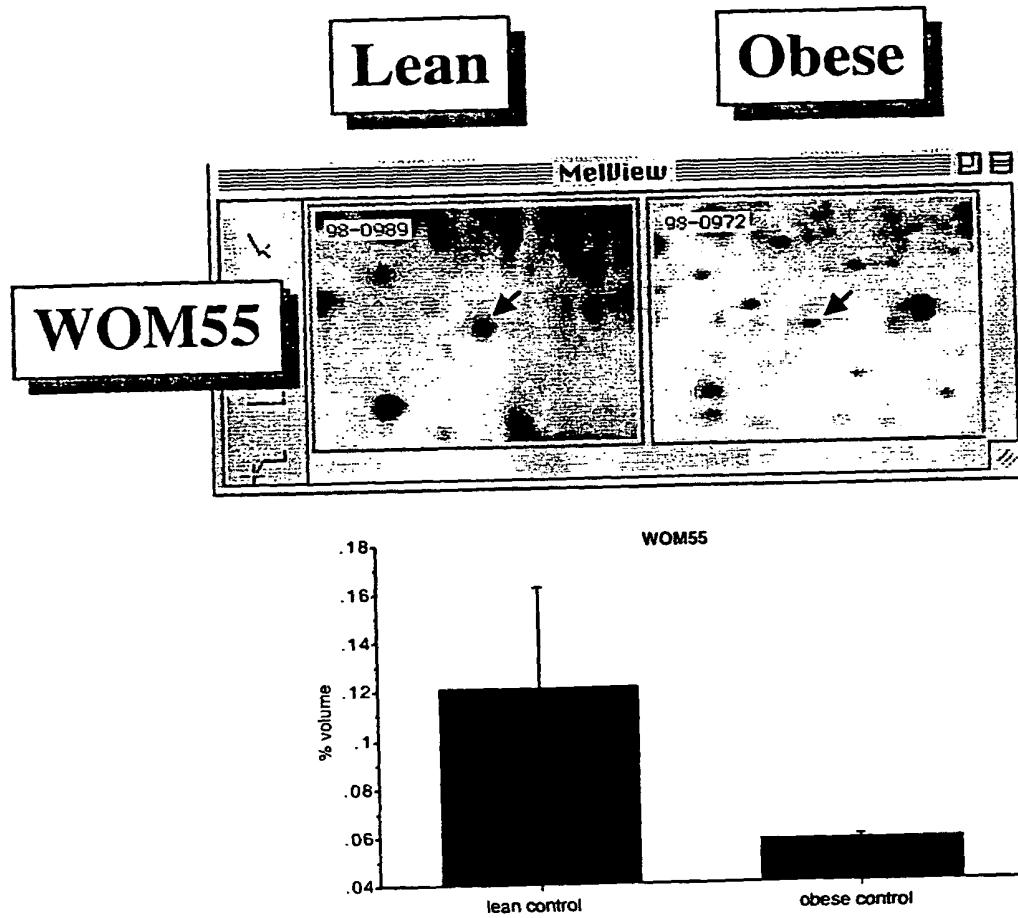 Lean
Obese
MelView
98-0989
98-0972
WOM55
WOM55
.18
.16
.14
.12
.1
.08
.06
.04
% volume
lean control
obese control